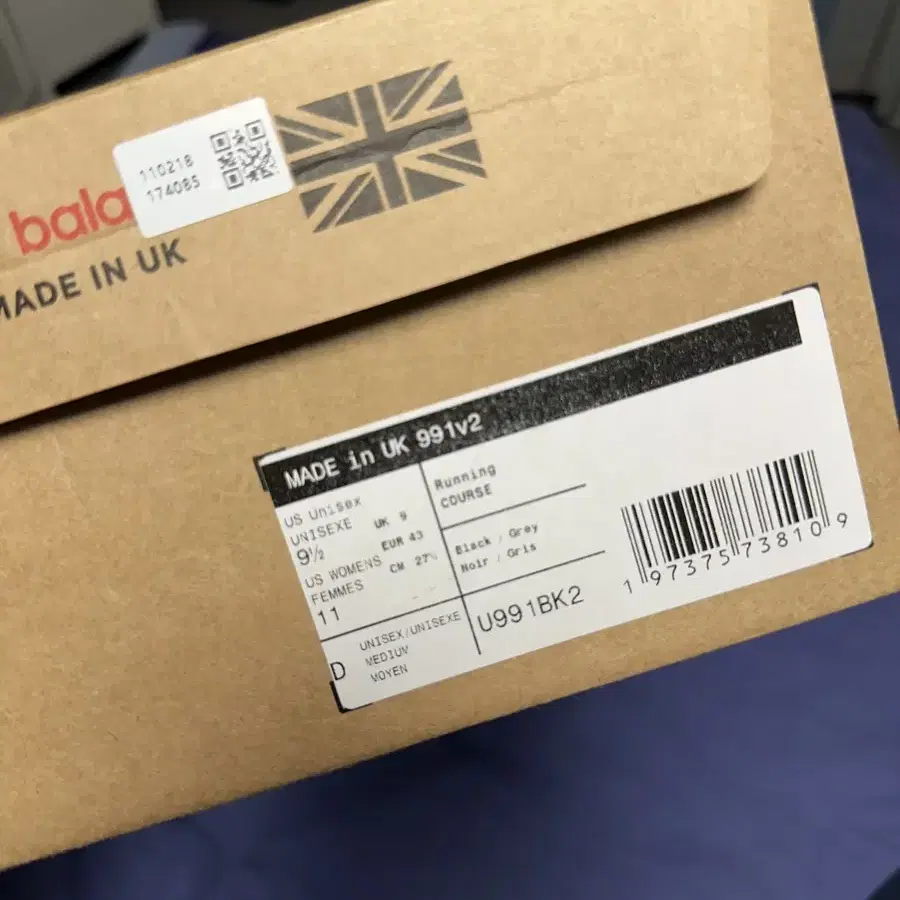 110218
174085
bala
MADE IN UK
MADE in UK 991v2
US Unisex
UNISEXE
9½
UK 9
EUR 43
CM 27½
US WOMENS
FEMMES
11
Running
COURSE
Black / Grey
Noir / Gris
D
UNISEX/UNISEXE
MEDIUM
MOYEN
U991BK2
1 97375 73810 9